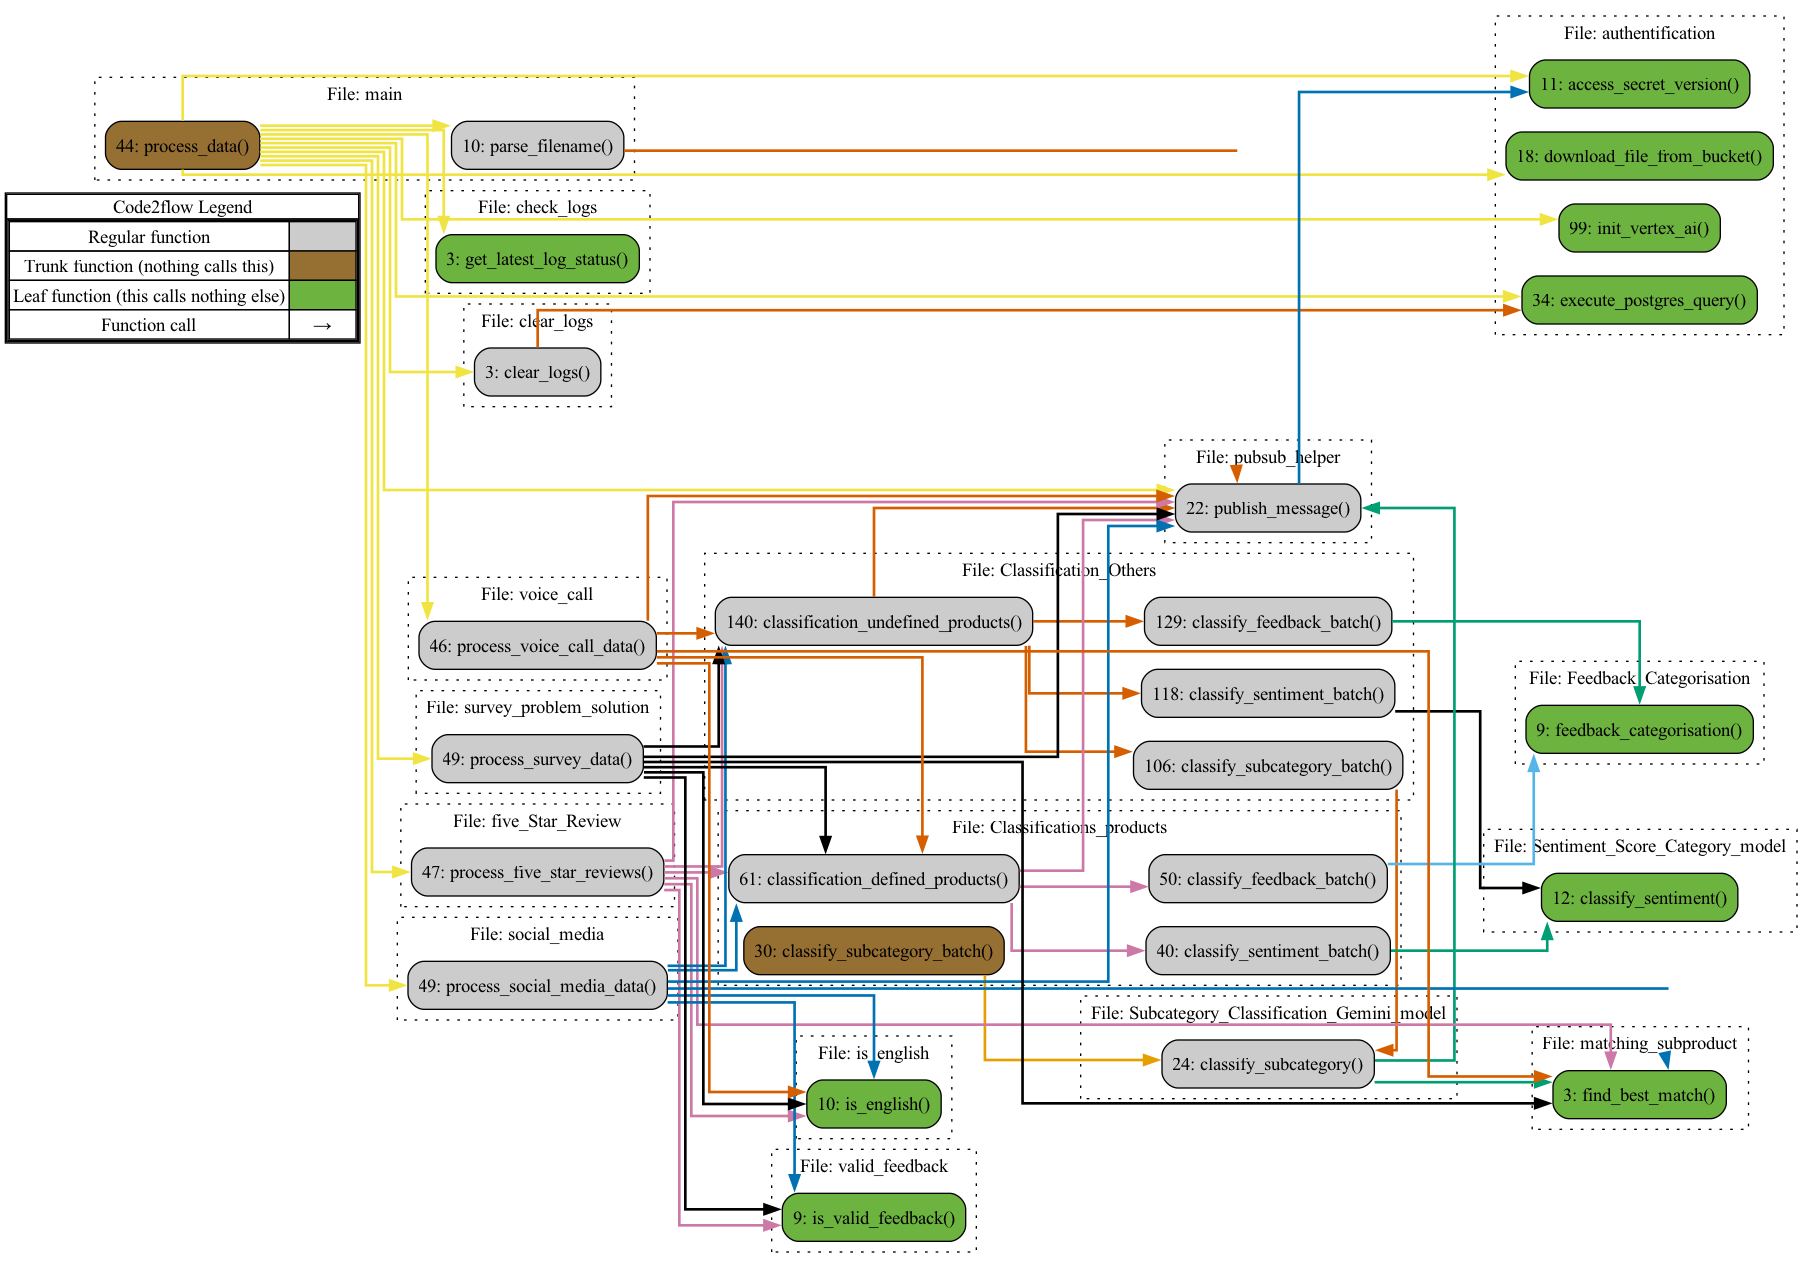 File: authentification
11: access_secret_version()
18: download_file_from_bucket()
99: init_vertex_ai()
34: execute_postgres_query()
File: main
44: process_data()
10: parse_filename()
Code2flow Legend
Regular function
Trunk function (nothing calls this)
Leaf function (this calls nothing else)
Function call →
File: check_logs
3: get_latest_log_status()
File: clear_logs
3: clear_logs()
File: pubsub_helper
22: publish_message()
File: voice_call
46: process_voice_call_data()
File: survey_problem_solution
49: process_survey_data()
File: five_Star_Review
47: process_five_star_reviews()
File: social_media
49: process_social_media_data()
File: Classification_Others
140: classification_undefined_products()
129: classify_feedback_batch()
118: classify_sentiment_batch()
106: classify_subcategory_batch()
File: Classifications_products
61: classification_defined_products()
50: classify_feedback_batch()
30: classify_subcategory_batch()
40: classify_sentiment_batch()
File: Feedback_Categorisation
9: feedback_categorisation()
File: Sentiment_Score_Category_model
12: classify_sentiment()
File: Subcategory_Classification_Gemini_model
24: classify_subcategory()
File: matching_subproduct
3: find_best_match()
File: is_english
10: is_english()
File: valid_feedback
9: is_valid_feedback()